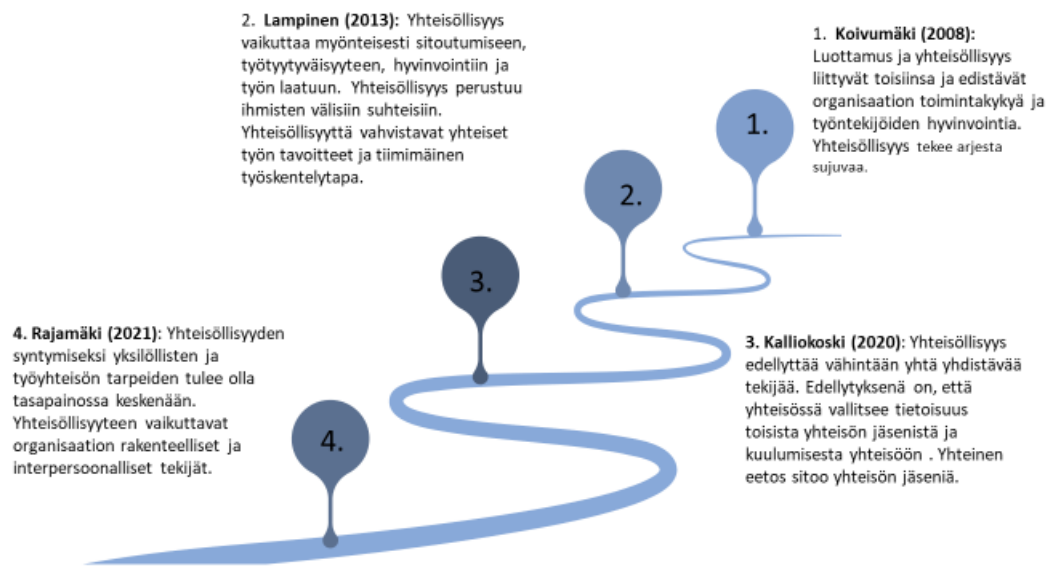 1. Koivumäki (2008):
Luottamus ja yhteisöllisyys
liittyvät toisiinsa ja edistävät
organisaation toimintakykyä ja
työntekijöiden hyvinvointia.
Yhteisöllisyys tekee arjesta
sujuvaa.
2. Lampinen (2013): Yhteisöllisyys
vaikuttaa myönteisesti sitoutumiseen,
työtyytyväisyyteen, hyvinvointiin ja
työn laatuun. Yhteisöllisyys perustuu
ihmisten välisiin suhteisiin.
Yhteisöllisyyttä vahvistavat yhteiset
työn tavoitteet ja tiimimäinen
työskentelytapa.
1.
2.
3.
4.
3. Kalliokoski (2020): Yhteisöllisyys
edellyttää vähintään yhtä yhdistävää
tekijää. Edellytyksenä on, että
yhteisössä vallitsee tietoisuus
toisista yhteisön jäsenistä ja
kuulumisesta yhteisöön . Yhteinen
eetos sitoo yhteisön jäseniä.
4. Rajamäki (2021): Yhteisöllisyyden
syntymiseksi yksilöllisten ja
työyhteisön tarpeiden tulee olla
tasapainossa keskenään.
Yhteisöllisyyteen vaikuttavat
organisaation rakenteelliset ja
interpersoonalliset tekijät.